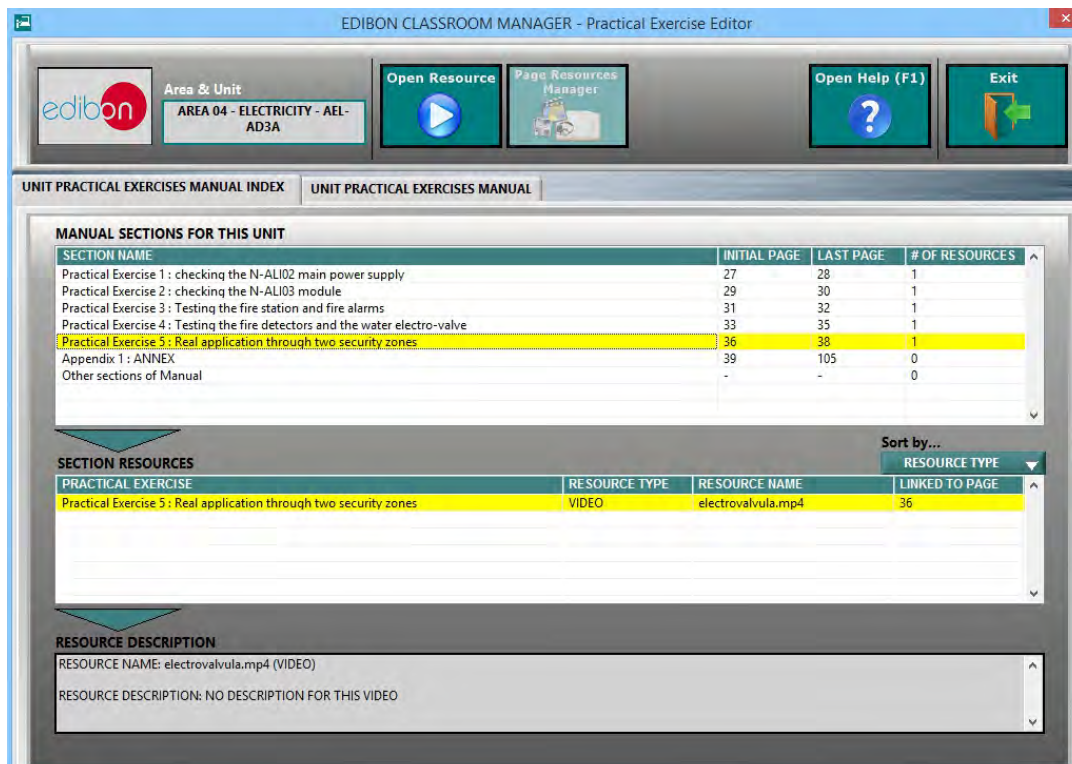 EDIBON CLASSROOM MANAGER - Practical Exercise Editor
edibon
Area & Unit
AREA 04 - ELECTRICITY - AEL-
AD3A
Open Resource
Page Resources
Manager
Open Help (F1)
Exit
UNIT PRACTICAL EXERCISES MANUAL INDEX
UNIT PRACTICAL EXERCISES MANUAL
MANUAL SECTIONS FOR THIS UNIT
SECTION NAME INITIAL PAGE LAST PAGE # OF RESOURCES
Practical Exercise 1 : checking the N-ALI02 main power supply 27 28 1
Practical Exercise 2 : checking the N-ALI03 module 29 30 1
Practical Exercise 3 : Testing the fire station and fire alarms 31 32 1
Practical Exercise 4 : Testing the fire detectors and the water electro-valve 33 35 1
Practical Exercise 5 : Real application through two security zones 36 38 1
Appendix 1 : ANNEX 39 105 0
Other sections of Manual - - 0
Sort by...
RESOURCE TYPE
SECTION RESOURCES
PRACTICAL EXERCISE RESOURCE TYPE RESOURCE NAME LINKED TO PAGE
Practical Exercise 5 : Real application through two security zones VIDEO electrovalvula.mp4 36
RESOURCE DESCRIPTION
RESOURCE NAME: electrovalvula.mp4 (VIDEO)
RESOURCE DESCRIPTION: NO DESCRIPTION FOR THIS VIDEO